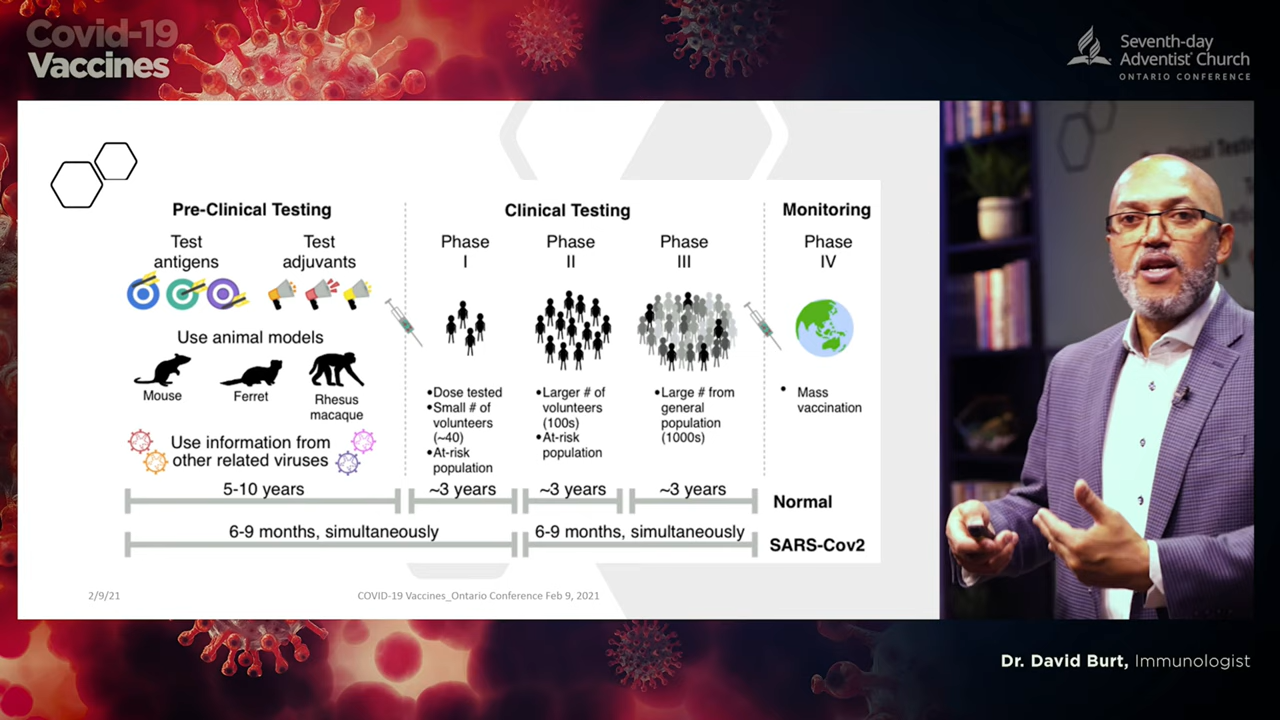 Covid-19
Vaccines
Seventh-day
Adventist Church
ONTARIO CONFERENCE
Pre-Clinical Testing
Test
antigens
Test
adjuvants
Use animal models
Mouse
Ferret
Rhesus
macaque
Use information from
other related viruses
Clinical Testing
Phase
I
•Dose tested
•Small # of
volunteers
(~40)
•At-risk
population
Phase
II
•Larger # of
volunteers
(100s)
•At-risk
population
Phase
III
•Large # from
general
population
(1000s)
Monitoring
Phase
IV
• Mass
vaccination
5-10 years
~3 years
~3 years
~3 years
Normal
6-9 months, simultaneously
6-9 months, simultaneously
SARS-Cov2
2/9/21
COVID-19 Vaccines_Ontario Conference Feb 9, 2021
Dr. David Burt, Immunologist